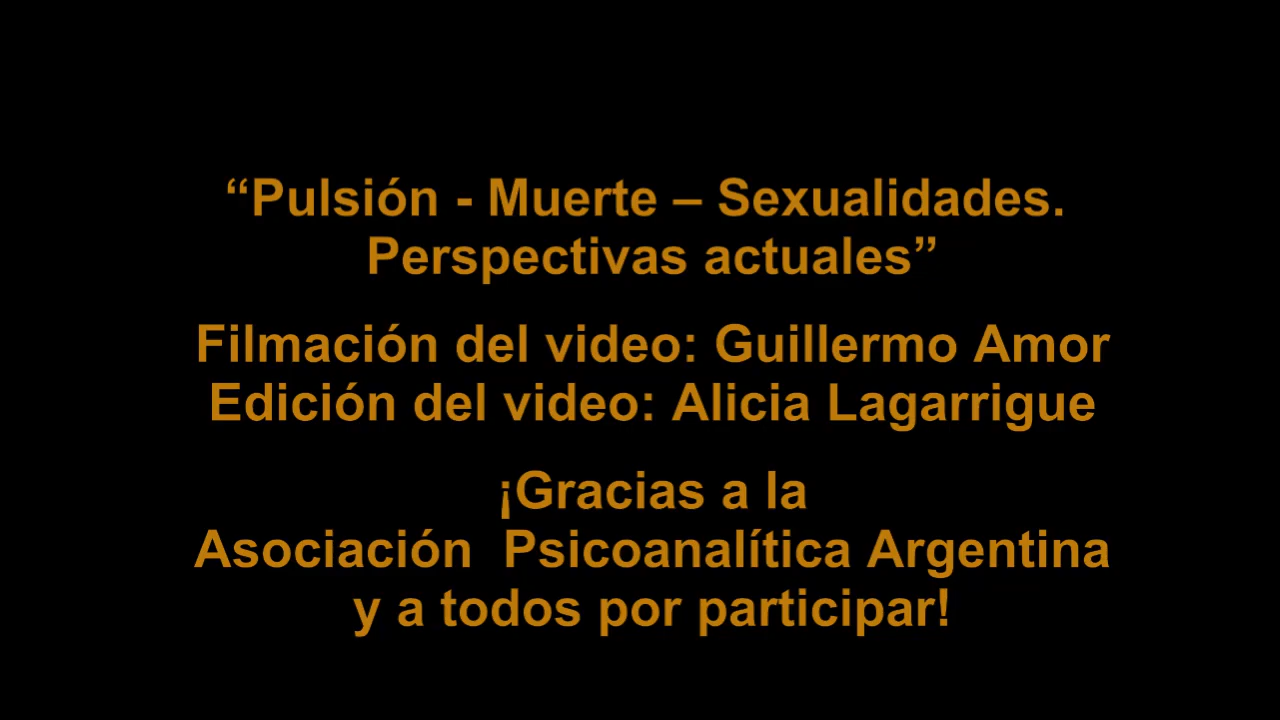 “Pulsión - Muerte – Sexualidades.
Perspectivas actuales”
Filmación del video: Guillermo Amor
Edición del video: Alicia Lagarrigue
¡Gracias a la
Asociación  Psicoanalítica Argentina
y a todos por participar!